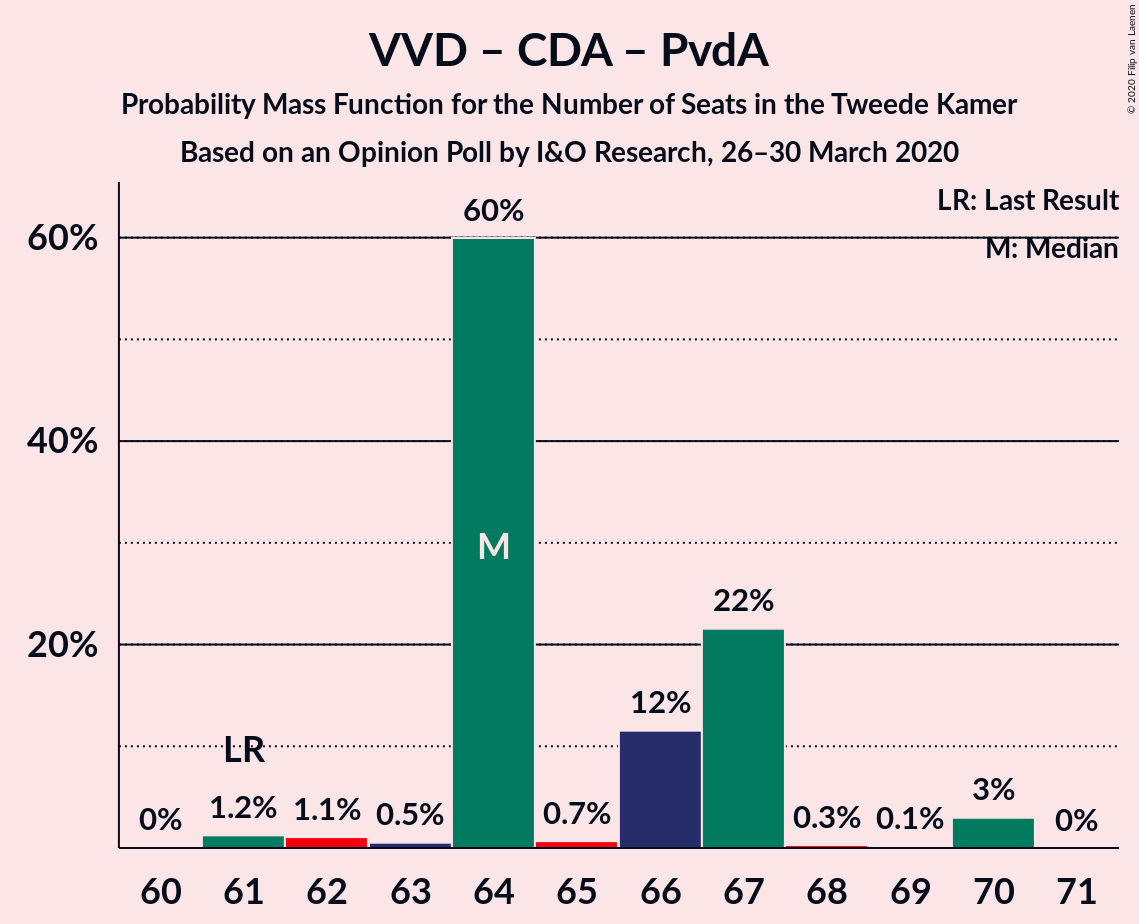 VVD – CDA – PvdA
Probability Mass Function for the Number of Seats in the Tweede Kamer
Based on an Opinion Poll by I&O Research, 26–30 March 2020
© 2020 Filip van Laenen
LR: Last Result
M: Median
60%
40%
20%
0%
1.2%
1.1%
0.5%
60%
0.7%
12%
22%
0.3%
0.1%
3%
0%
LR
M
60 61 62 63 64 65 66 67 68 69 70 71